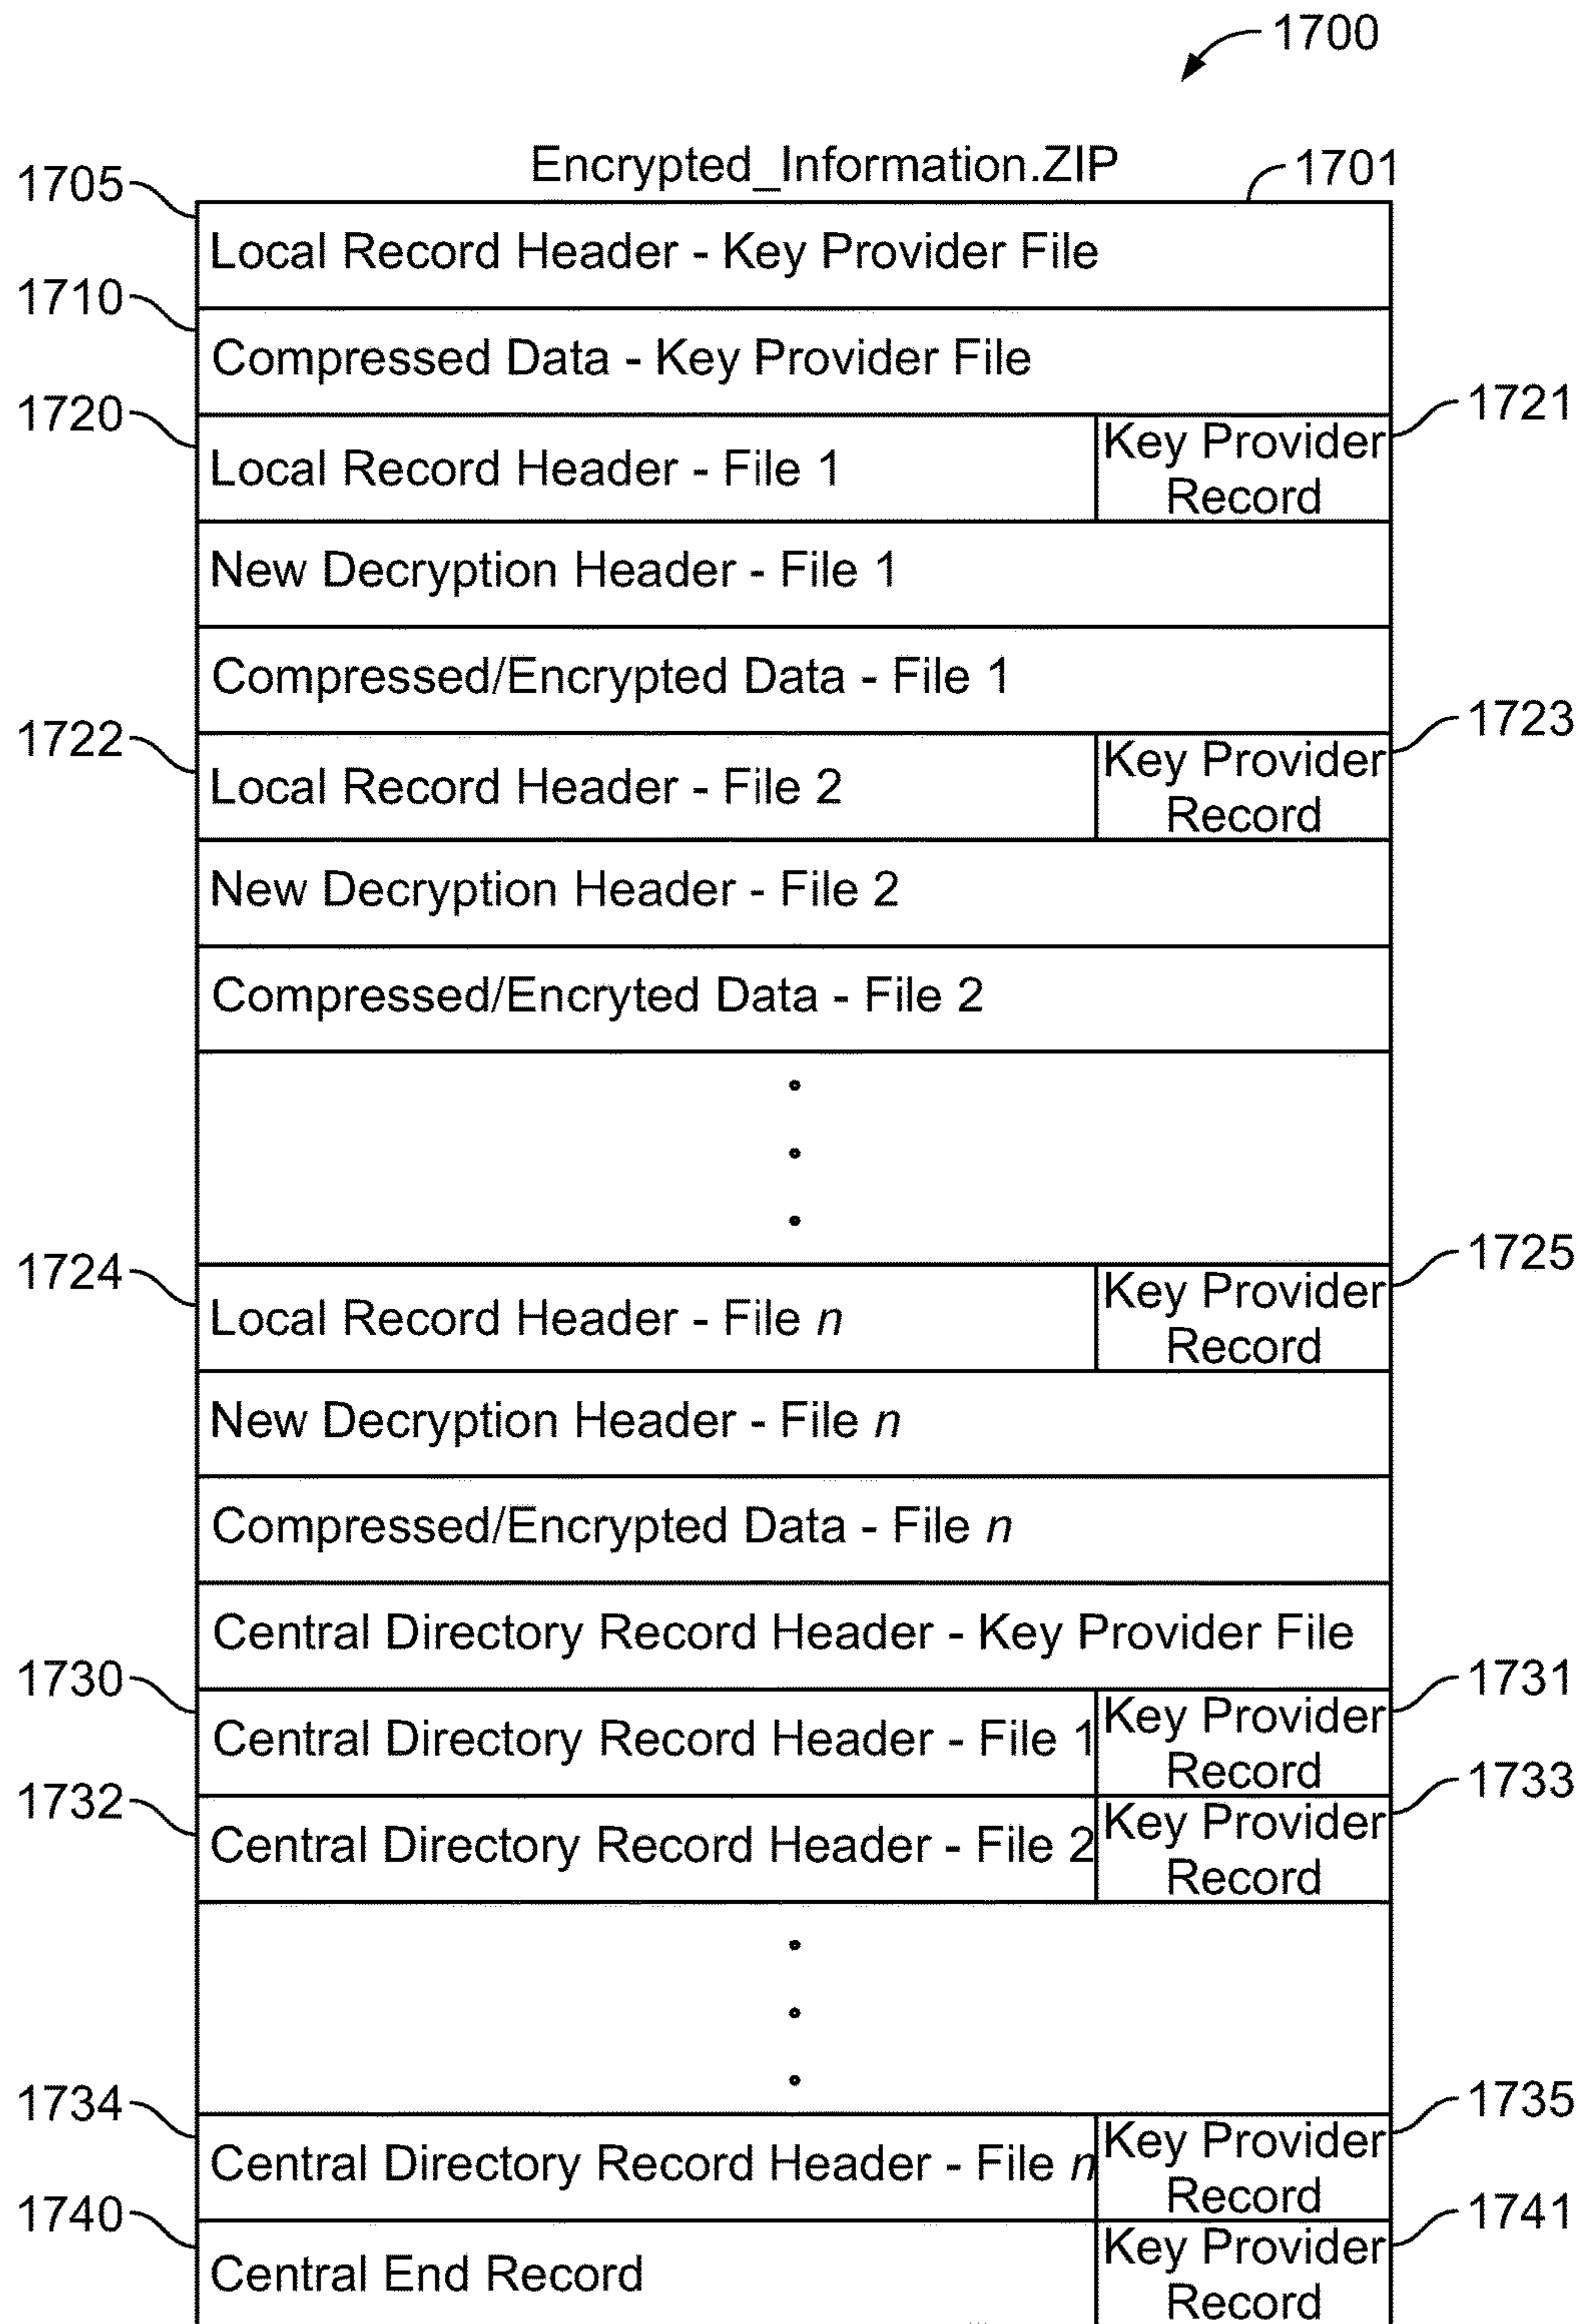 1700
Encrypted_Information.ZIP
1701
1705
Local Record Header - Key Provider File
1710
Compressed Data - Key Provider File
1720
Local Record Header - File 1
Key Provider
Record
1721
New Decryption Header - File 1
Compressed/Encrypted Data - File 1
1722
Local Record Header - File 2
Key Provider
Record
1723
New Decryption Header - File 2
Compressed/Encryted Data - File 2
1724
Local Record Header - File n
Key Provider
Record
1725
New Decryption Header - File n
Compressed/Encrypted Data - File n
Central Directory Record Header - Key Provider File
1730
Central Directory Record Header - File 1
Key Provider
Record
1731
1732
Central Directory Record Header - File 2
Key Provider
Record
1733
1734
Central Directory Record Header - File n
Key Provider
Record
1735
1740
Central End Record
Key Provider
Record
1741